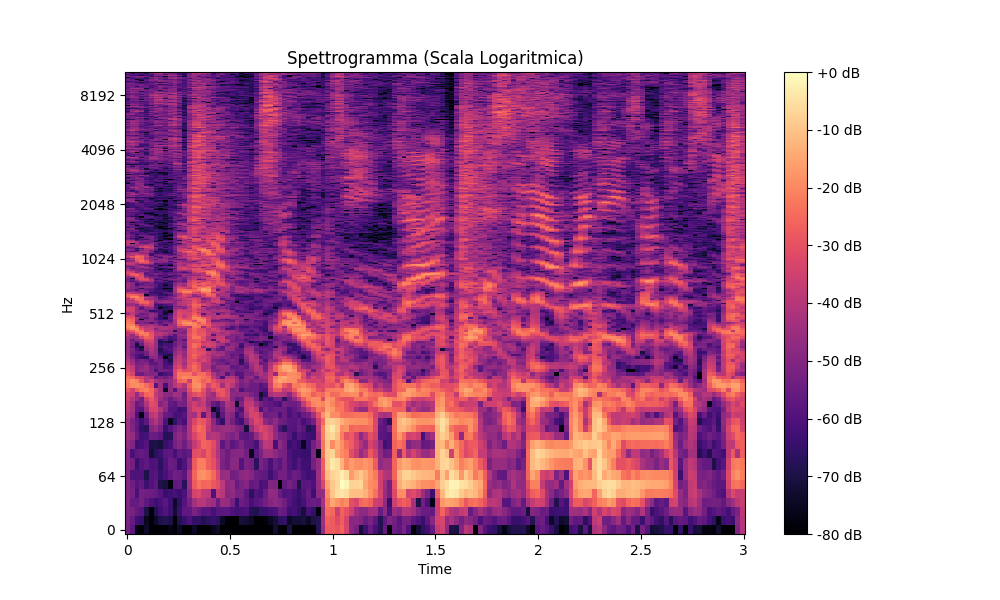 Spettrogramma (Scala Logaritmica)
Hz
8192
4096
2048
1024
512
256
128
64
0
0 0.5 1 1.5 2 2.5 3
Time
+0 dB
-10 dB
-20 dB
-30 dB
-40 dB
-50 dB
-60 dB
-70 dB
-80 dB